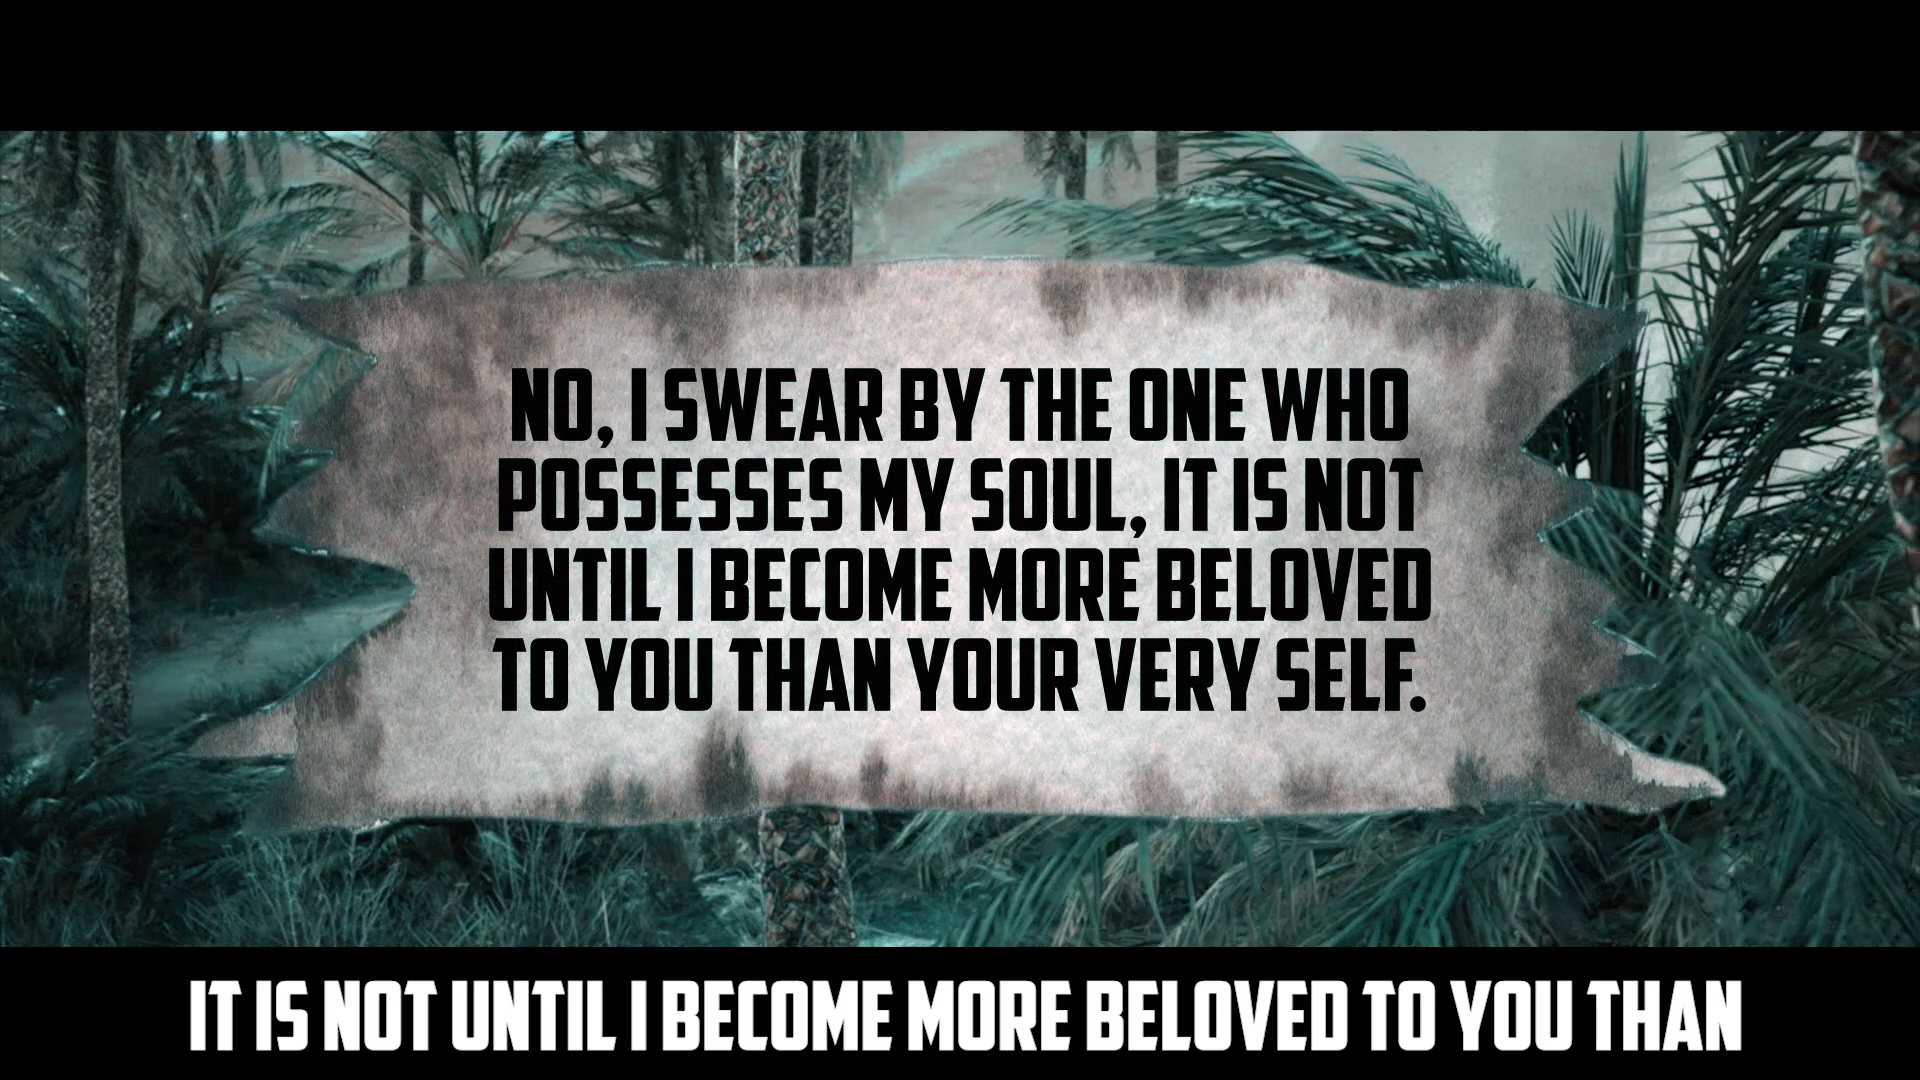 NO, I SWEAR BY THE ONE WHO
POSSESSES MY SOUL, IT IS NOT
UNTIL I BECOME MORE BELOVED
TO YOU THAN YOUR VERY SELF.
IT IS NOT UNTIL I BECOME MORE BELOVED TO YOU THAN